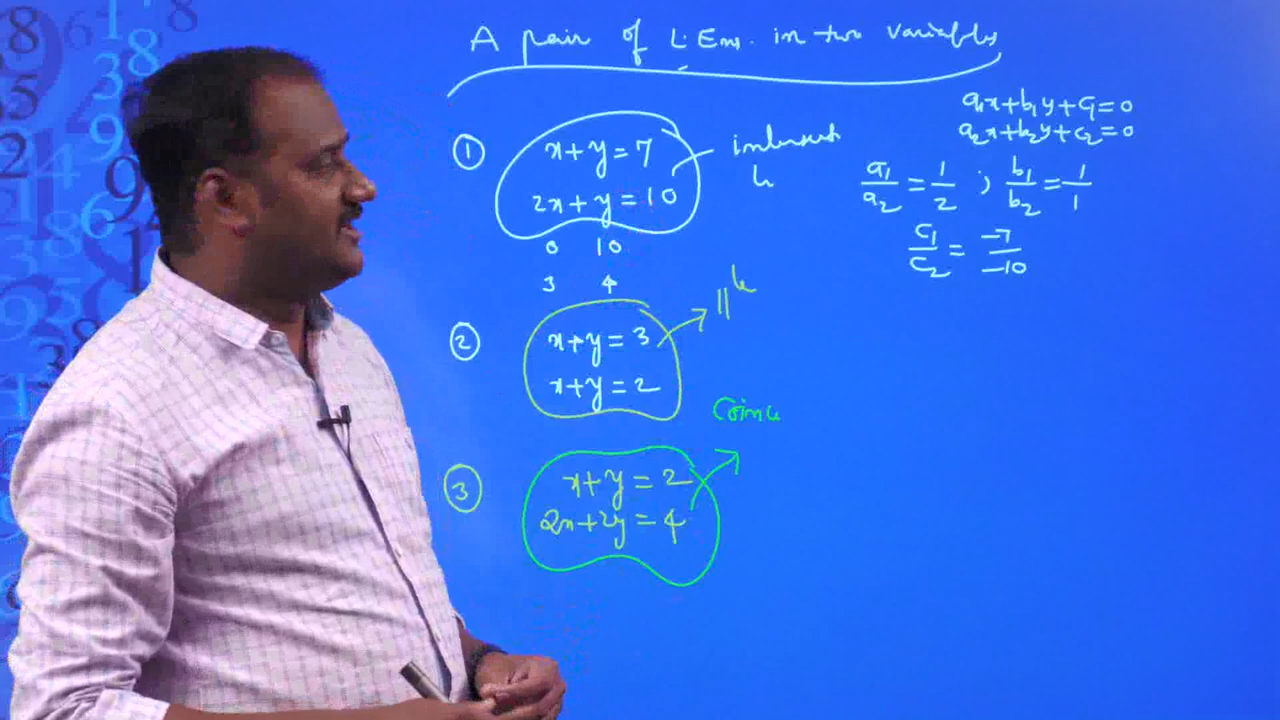 A pair of L.Eqns. in two variables
① x+y=7
2x+y=10
0 10
3 4
a₁x+b₁y+c₁=0
a₂x+b₂y+c₂=0
a₁/a₂ = 1/2 ; b₁/b₂ = 1/1
c₁/c₂ = -7/-10
② x+y=3
x+y=2
||
③ x+y=2
2x+2y=4